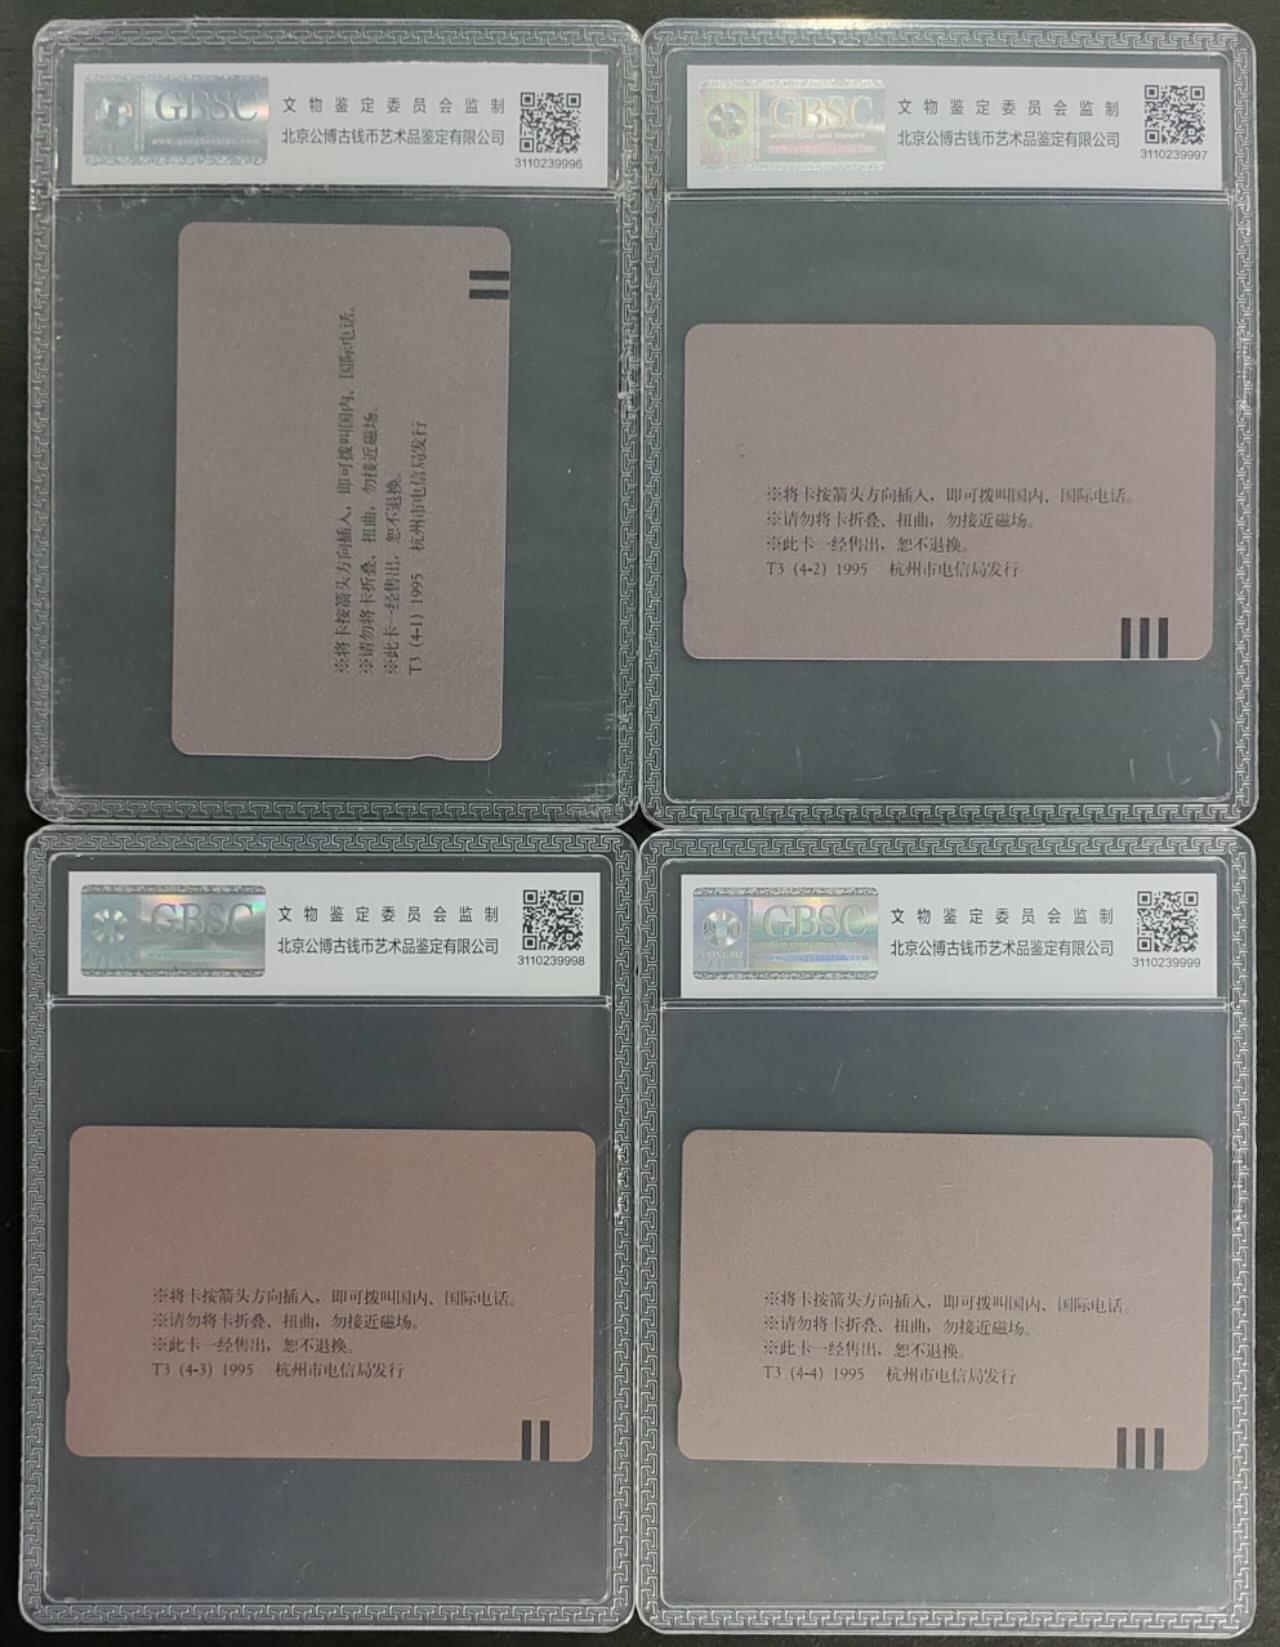 GBSC
文物鉴定委员会监制
北京公博古钱币艺术品鉴定有限公司
3110239996
※将卡按箭头方向插入，即可拨叫国内、国际电话。
※请勿将卡折叠、扭曲，勿接近磁场。
※此卡一经售出，恕不退换。
T3 (4-1) 1995 杭州市电信局发行
GBSC
文物鉴定委员会监制
北京公博古钱币艺术品鉴定有限公司
3110239997
※将卡按箭头方向插入，即可拨叫国内、国际电话。
※请勿将卡折叠、扭曲，勿接近磁场。
※此卡一经售出，恕不退换。
T3 (4-2) 1995 杭州市电信局发行
GBSC
文物鉴定委员会监制
北京公博古钱币艺术品鉴定有限公司
3110239998
※将卡按箭头方向插入，即可拨叫国内、国际电话。
※请勿将卡折叠、扭曲，勿接近磁场。
※此卡一经售出，恕不退换。
T3 (4-3) 1995 杭州市电信局发行
GBSC
文物鉴定委员会监制
北京公博古钱币艺术品鉴定有限公司
3110239999
※将卡按箭头方向插入，即可拨叫国内、国际电话。
※请勿将卡折叠、扭曲，勿接近磁场。
※此卡一经售出，恕不退换。
T3 (4-4) 1995 杭州市电信局发行